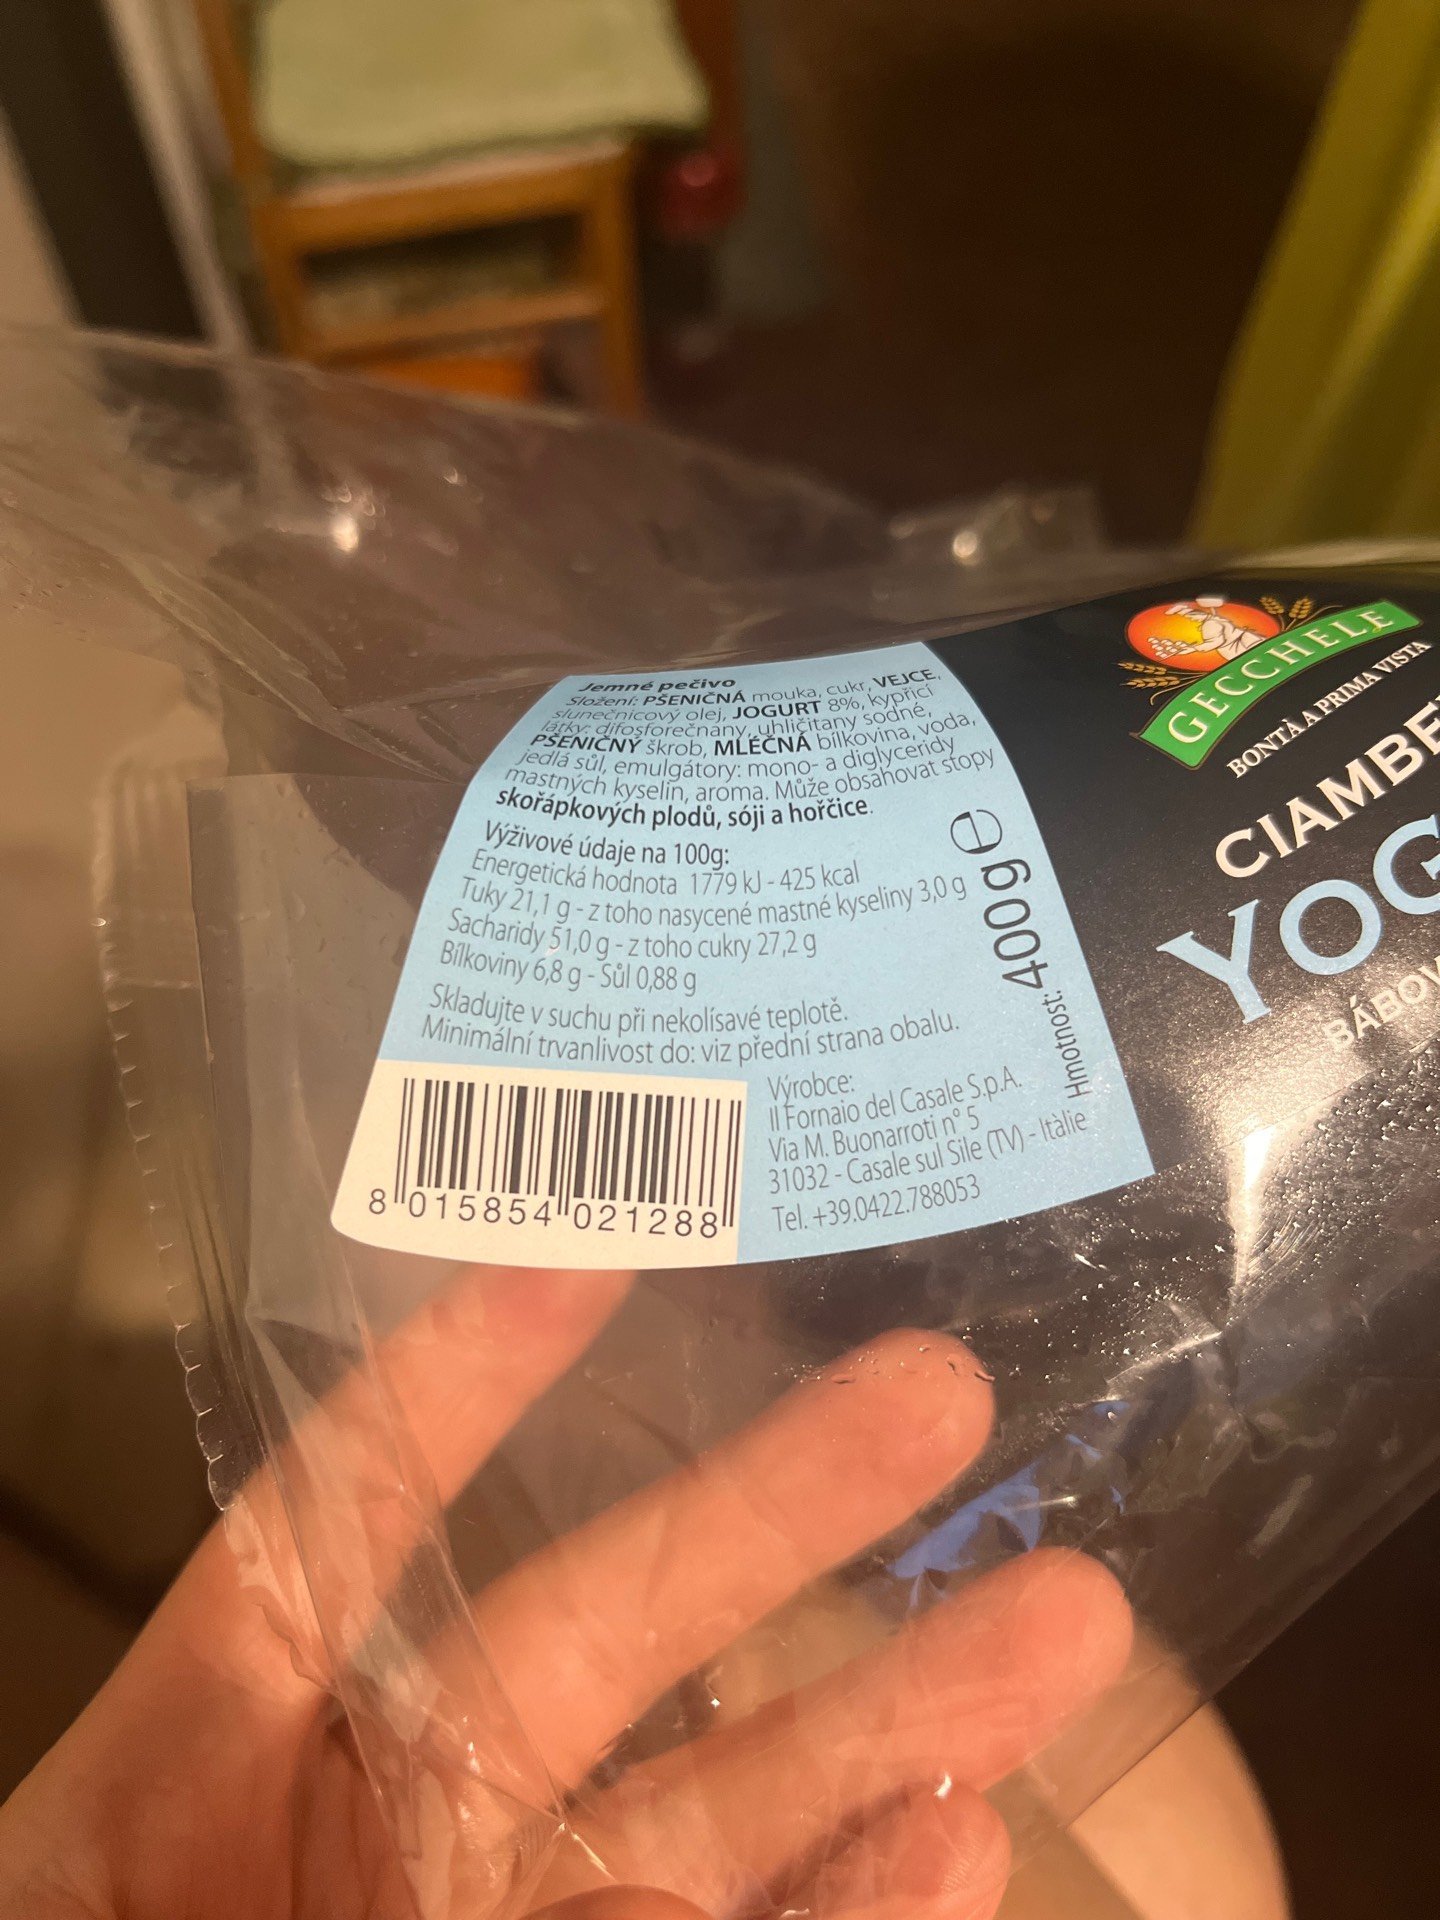 Jemné pečivo
Složení: PŠENIČNÁ mouka, cukr, VEJCE,
slunečnicový olej, JOGURT 8%, kypřicí
látky: difosforečnany, uhličitany sodné,
PŠENIČNÝ škrob, MLÉČNÁ bílkovina, voda,
jedlá sůl, emulgátory: mono- a diglyceridy
mastných kyselin, aroma. Může obsahovat stopy
skořápkových plodů, sóji a hořčice.
Výživové údaje na 100g:
Energetická hodnota 1779 kJ - 425 kcal
Tuky 21,1 g - z toho nasycené mastné kyseliny 3,0 g
Sacharidy 51,0 g - z toho cukry 27,2 g
Bílkoviny 6,8 g - Sůl 0,88 g
Skladujte v suchu při nekolísavé teplotě.
Minimální trvanlivost do: viz přední strana obalu.
Hmotnost: 400g e
8 015854 021288
Výrobce:
Il Fornaio del Casale S.p.A.
Via M. Buonarroti n° 5
31032 - Casale sul Sile (TV) - Itàlie
Tel. +39.0422.788053
GECCHELE
BONTÀ A PRIMA VISTA
CIAMBE
YOG
BÁBOV